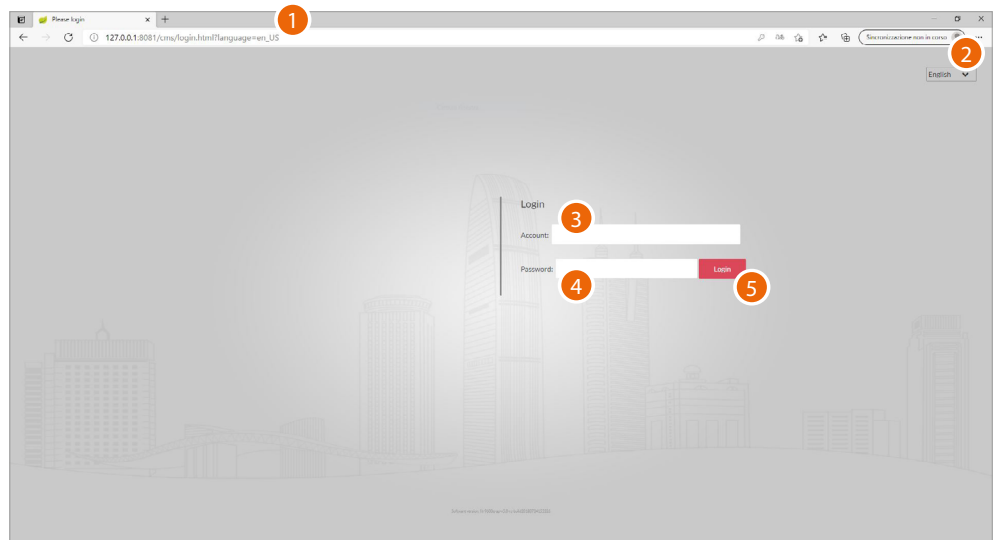 Please login
1
127.0.0.1:8081/cms/login.html?language=en_US
Sincronizzazione non in corso
2
English
Login
3
Account:
Password:
Login
4
5